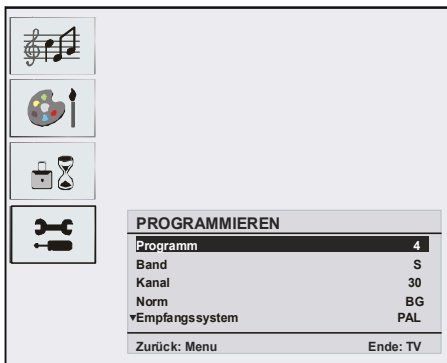 PROGRAMMIEREN
Programm 4
Band S
Kanal 30
Norm BG
▾Empfangssystem PAL
Zurück: Menu Ende: TV